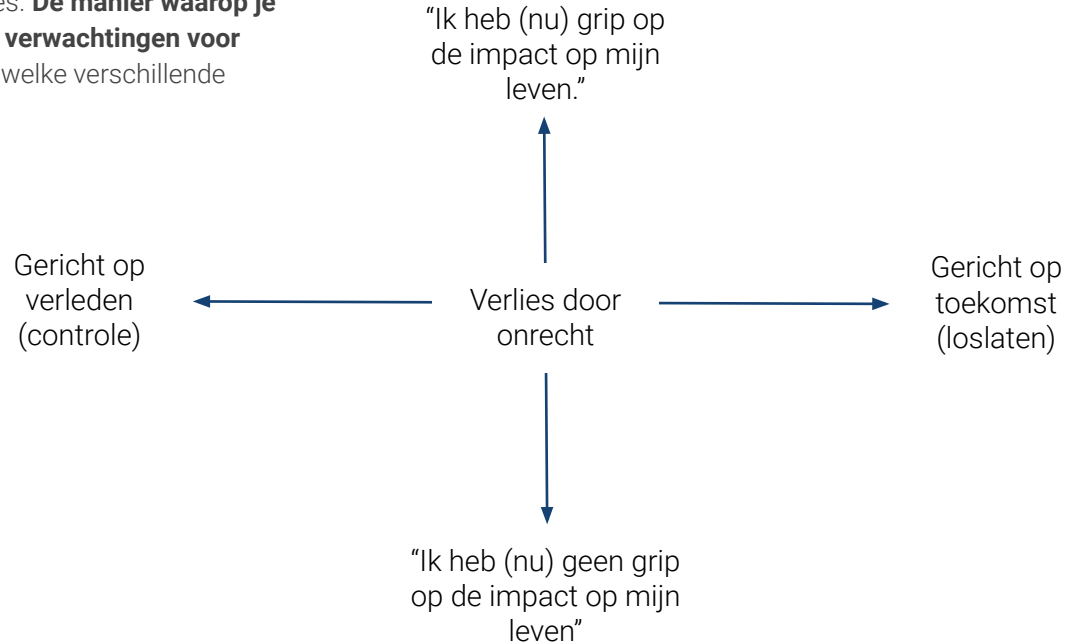 es. De manier waarop je
verwachtingen voor
welke verschillende
“Ik heb (nu) grip op
de impact op mijn
leven.”
Gericht op
verleden
(controle)
Verlies door
onrecht
Gericht op
toekomst
(loslaten)
“Ik heb (nu) geen grip
op de impact op mijn
leven”